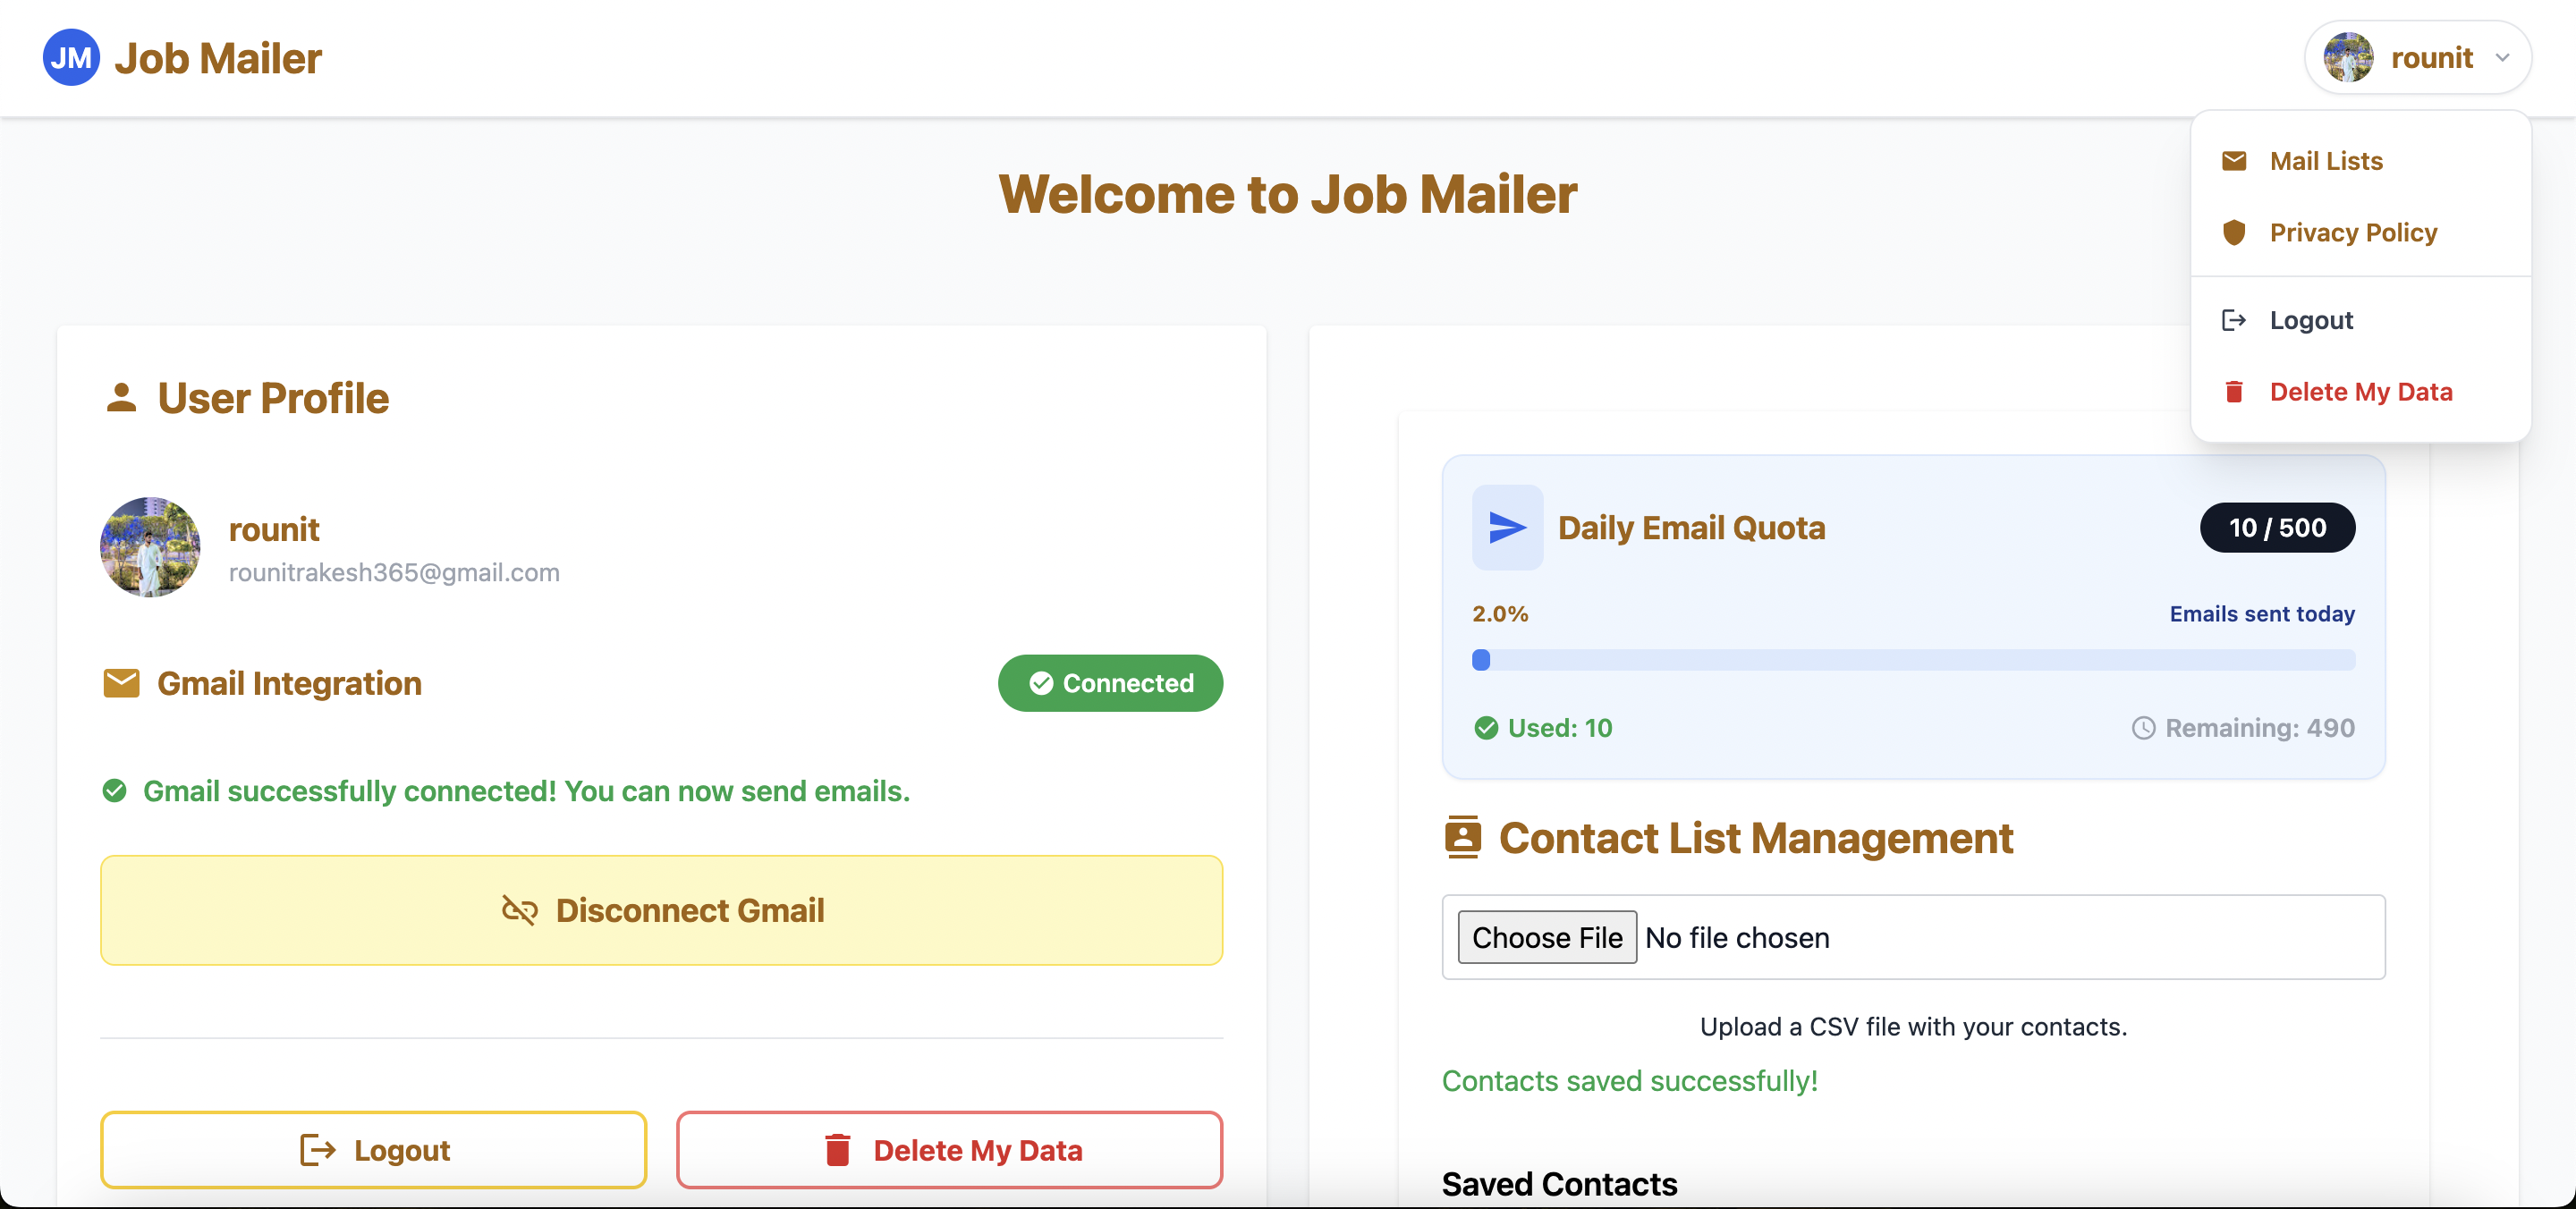 JM Job Mailer
rounit
Mail Lists
Privacy Policy
Logout
Delete My Data
Welcome to Job Mailer
User Profile
rounit
rounitrakesh365@gmail.com
Gmail Integration
Connected
Gmail successfully connected! You can now send emails.
Disconnect Gmail
Logout
Delete My Data
Daily Email Quota
10 / 500
2.0%
Emails sent today
Used: 10
Remaining: 490
Contact List Management
Choose File No file chosen
Upload a CSV file with your contacts.
Contacts saved successfully!
Saved Contacts